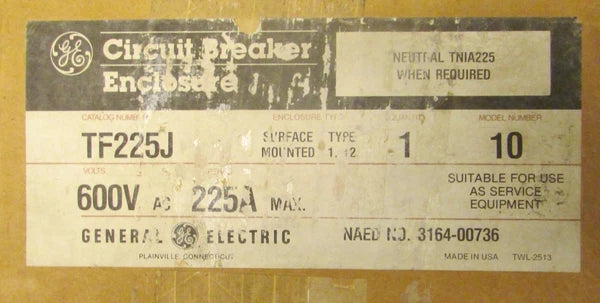 GE
Circuit Breaker
Enclosure
NEUTRAL TNIA225
WHEN REQUIRED
CATALOG NUMBER ENCLOSURE TYPE QUANTITY MODEL NUMBER
TF225J SURFACE MOUNTED TYPE 1, 12 1 10
VOLTS
600V AC 225A MAX.
SUITABLE FOR USE
AS SERVICE
EQUIPMENT
GENERAL GE ELECTRIC NAED NO. 3164-00736
PLAINVILLE, CONNECTICUT MADE IN USA TWL-2513